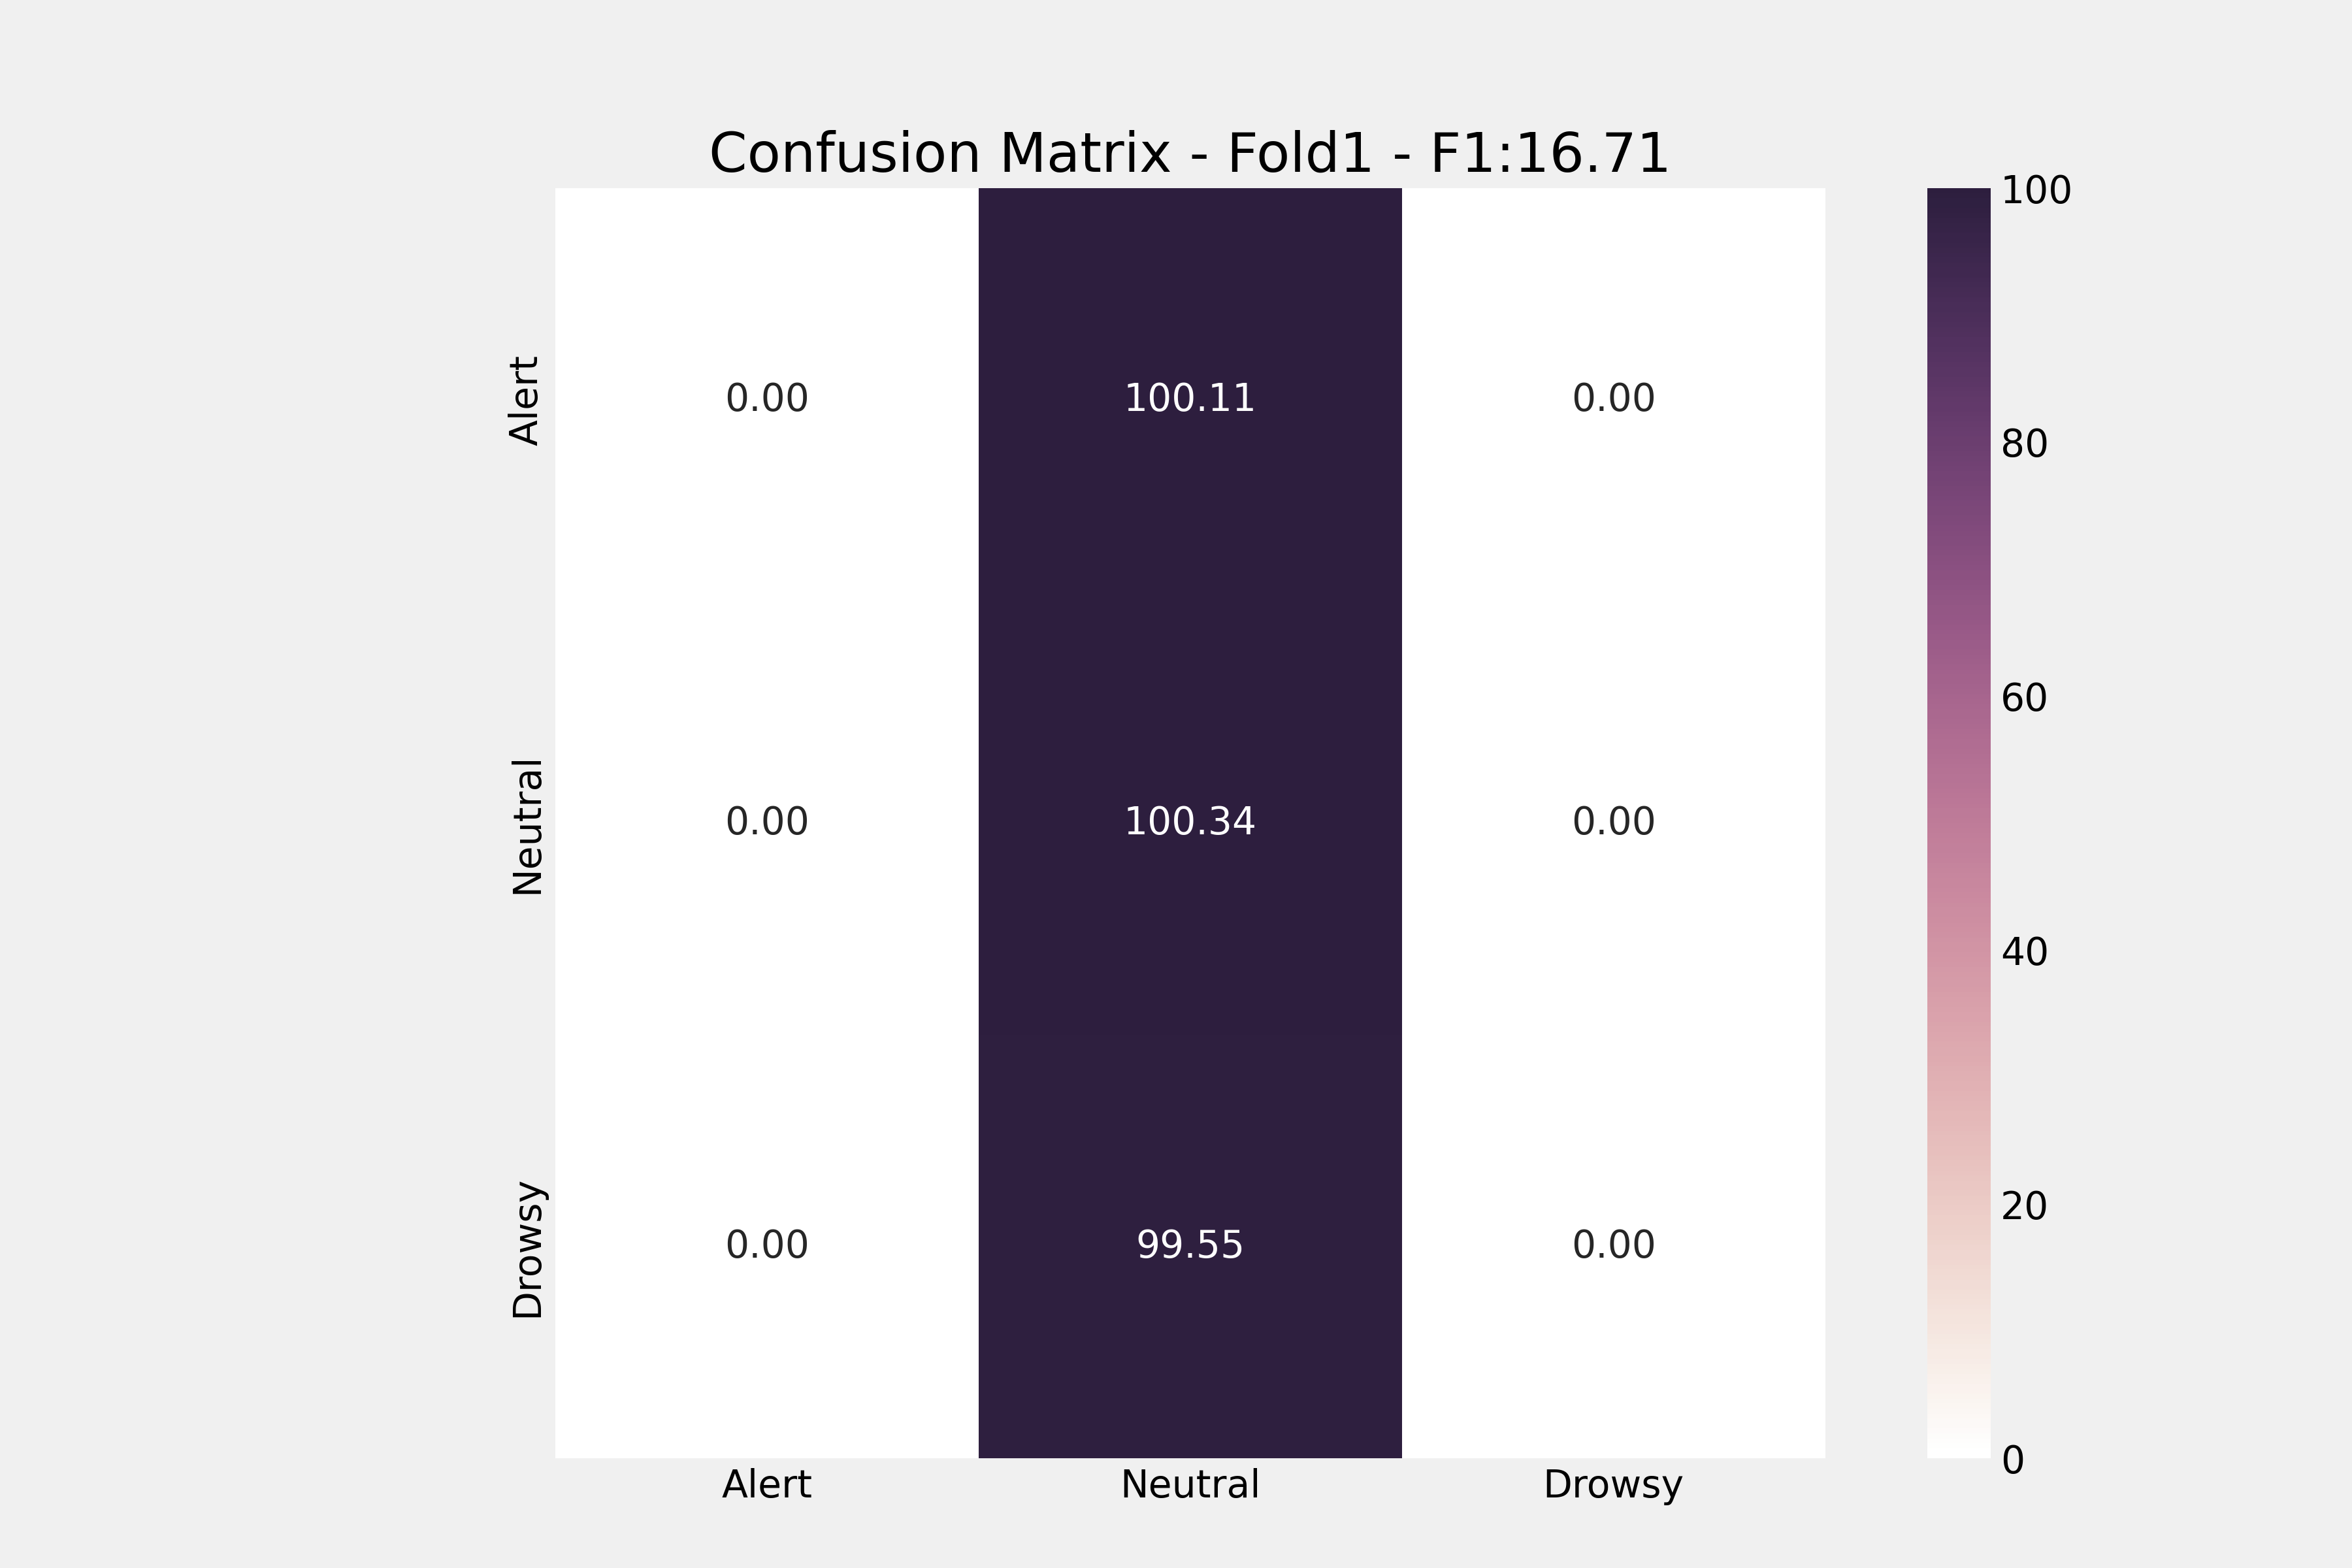 Confusion Matrix - Fold1 - F1:16.71
100
80
60
40
20
0
Alert
0.00 100.11 0.00
Neutral
0.00 100.34 0.00
Drowsy
0.00 99.55 0.00
Alert Neutral Drowsy